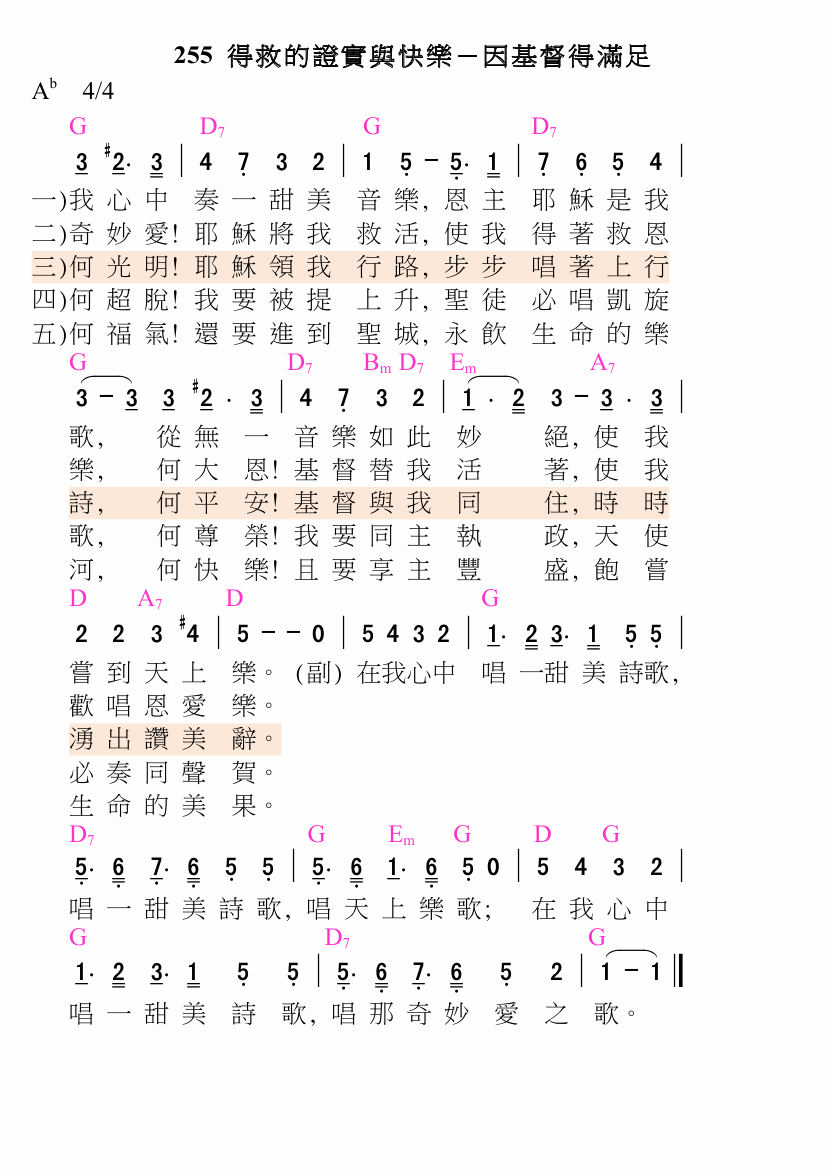 255 得救的證實與快樂－因基督得滿足
A♭ 4/4
G D7 G D7
3 #2· 3 | 4 7 3 2 | 1 5 - 5· 1 | 7 6 5 4 |
一)我心中 奏一甜美 音樂, 恩主 耶穌是我
二)奇妙愛! 耶穌將我 救活, 使我 得著救恩
三)何光明! 耶穌領我 行路, 步步 唱著上行
四)何超脫! 我要被提 上升, 聖徒 必唱凱旋
五)何福氣! 還要進到 聖城, 永飲 生命的樂
G D7 Bm D7 Em A7
3 - 3 3 #2 · 3 | 4 7 3 2 | 1 · 2 3 - 3 · 3 |
歌, 從無一 音樂如此 妙 絕, 使我
樂, 何大恩! 基督替我 活 著, 使我
詩, 何平安! 基督與我 同 住, 時時
歌, 何尊榮! 我要同主 執 政, 天使
河, 何快樂! 且要享主 豐 盛, 飽嘗
D A7 D G
2 2 3 #4 | 5 - - 0 | 5 4 3 2 | 1· 2 3· 1 5 5 |
嘗到天上 樂。 (副) 在我心中 唱一甜美詩歌,
歡唱恩愛 樂。
湧出讚美 辭。
必奏同聲 賀。
生命的美 果。
D7 G Em G D G
5· 6 7· 6 5 5 | 5· 6 1· 6 5 0 | 5 4 3 2 |
唱一甜美詩歌, 唱天上樂歌; 在我心中
G D7 G
1· 2 3· 1 5 5 | 5· 6 7· 6 5 2 | 1 - 1 ‖
唱一甜美詩歌, 唱那奇妙愛之歌。